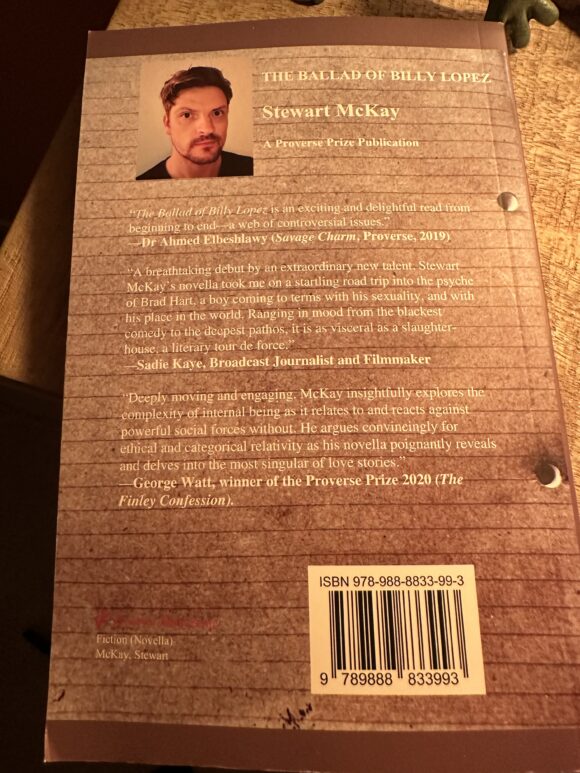 THE BALLAD OF BILLY LOPEZ
Stewart McKay
A Proverse Prize Publication
“The Ballad of Billy Lopez is an exciting and delightful read from
beginning to end—a web of controversial issues.”
—Dr Ahmed Elbeshlawy (Savage Charm, Proverse, 2019)
“A breathtaking debut by an extraordinary new talent. Stewart
McKay’s novella took me on a startling road trip into the psyche
of Brad Hart, a boy coming to terms with his sexuality, and with
his place in the world. Ranging in mood from the blackest
comedy to the deepest pathos, it is as visceral as a slaughter-
house, a literary tour de force.”
—Sadie Kaye, Broadcast Journalist and Filmmaker
“Deeply moving and engaging. McKay insightfully explores the
complexity of internal being as it relates to and reacts against
powerful social forces without. He argues convincingly for
ethical and categorical relativity as his novella poignantly reveals
and delves into the most singular of love stories.”
—George Watt, winner of the Proverse Prize 2020 (The
Finley Confession).
ISBN 978-988-8833-99-3
9 789888 833993
Fiction (Novella)
McKay, Stewart